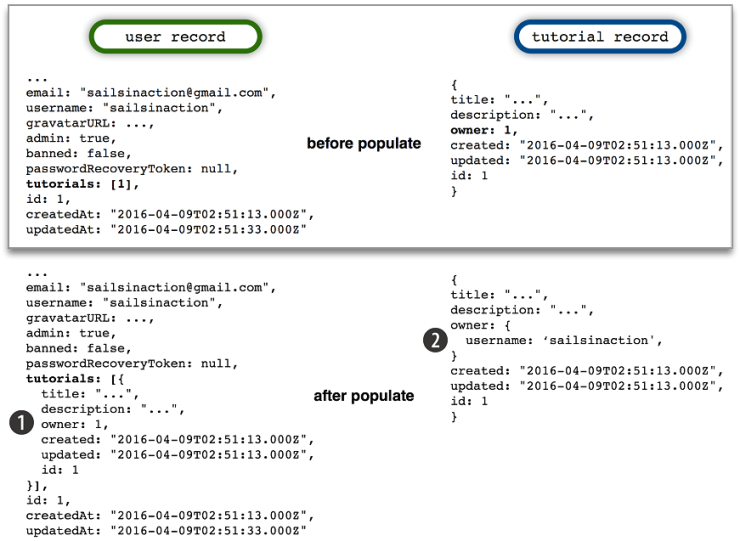 user record
...
email: "sailsinaction@gmail.com",
username: "sailsinaction",
gravatarURL: ...,
admin: true,
banned: false,
passwordRecoveryToken: null,
tutorials: [1],
id: 1,
createdAt: "2016-04-09T02:51:13.000Z",
updatedAt: "2016-04-09T02:51:33.000Z"
before populate
tutorial record
{
title: "...",
description: "...",
owner: 1,
created: "2016-04-09T02:51:13.000Z",
updated: "2016-04-09T02:51:13.000Z",
id: 1
}
...
email: "sailsinaction@gmail.com",
username: "sailsinaction",
gravatarURL: ...,
admin: true,
banned: false,
passwordRecoveryToken: null,
tutorials: [{
title: "...",
description: "...",
1 owner: 1,
created: "2016-04-09T02:51:13.000Z",
updated: "2016-04-09T02:51:13.000Z",
id: 1
}],
id: 1,
createdAt: "2016-04-09T02:51:13.000Z",
updatedAt: "2016-04-09T02:51:33.000Z"
after populate
{
title: "...",
description: "...",
owner: {
2 username: ‘sailsinaction',
}
created: "2016-04-09T02:51:13.000Z",
updated: "2016-04-09T02:51:13.000Z",
id: 1
}